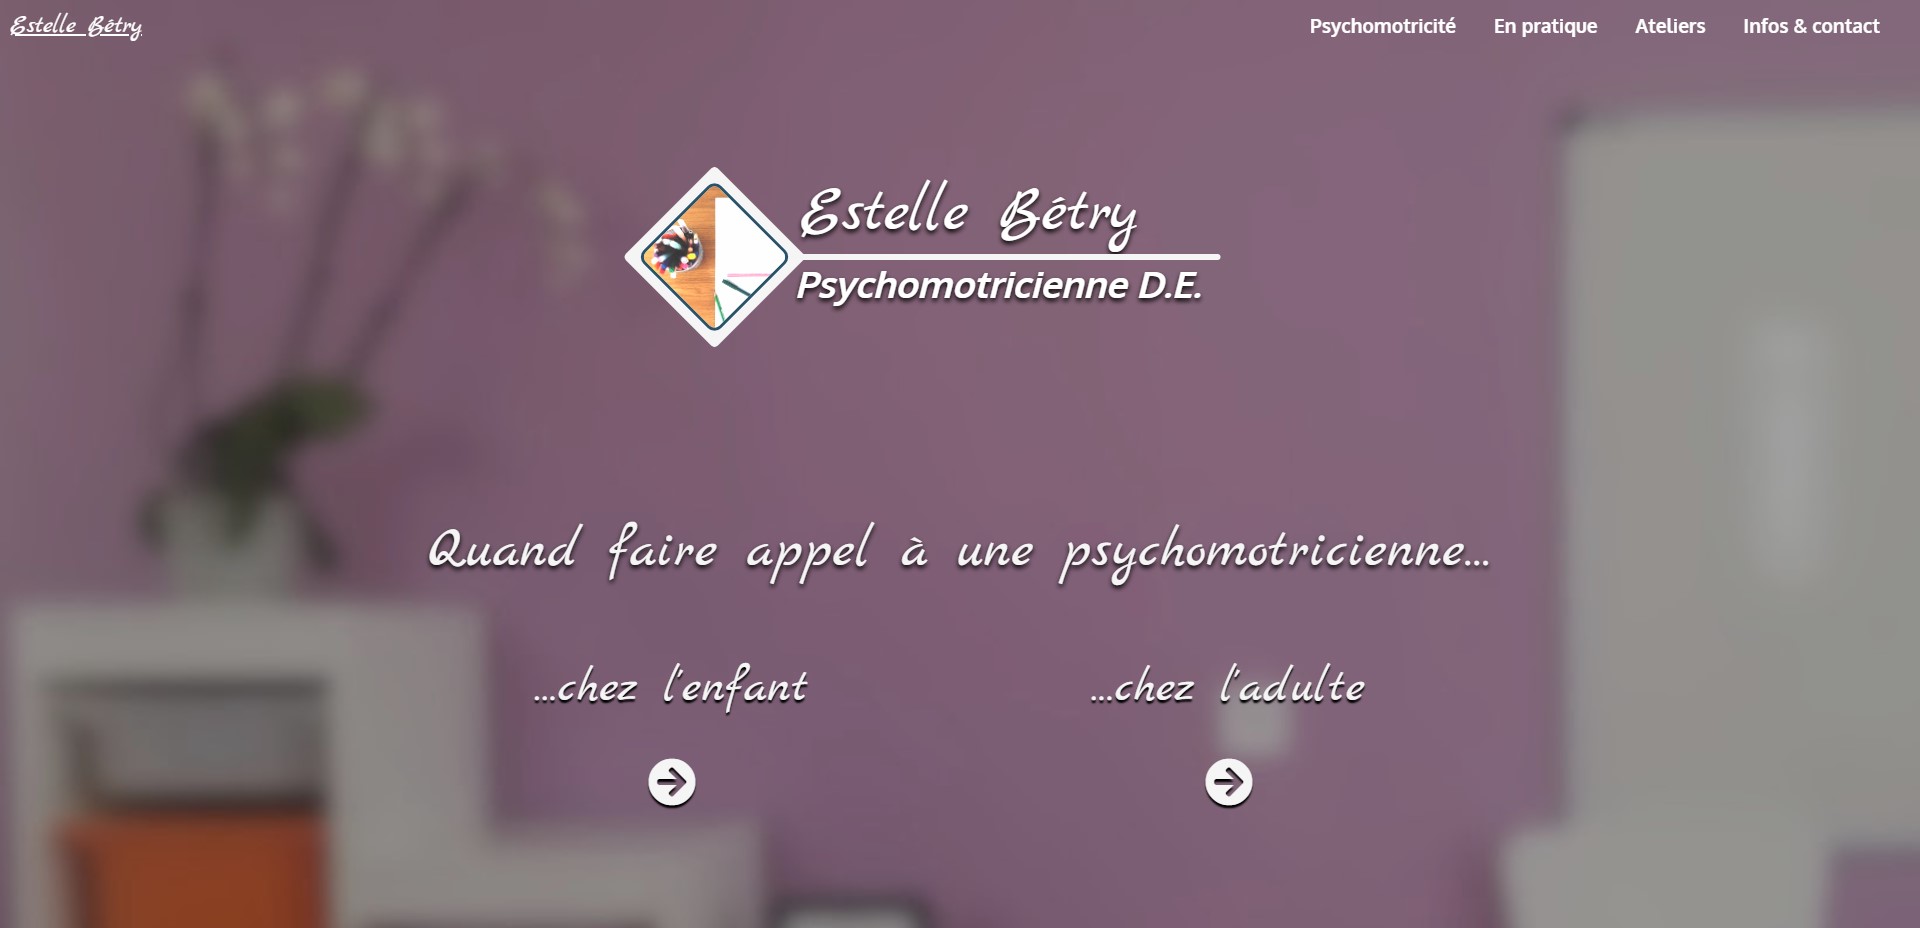 Estelle Bétry
Psychomotricité
En pratique
Ateliers
Infos & contact
Estelle Bétry
Psychomotricienne D.E.
Quand faire appel à une psychomotricienne...
...chez l'enfant
...chez l'adulte